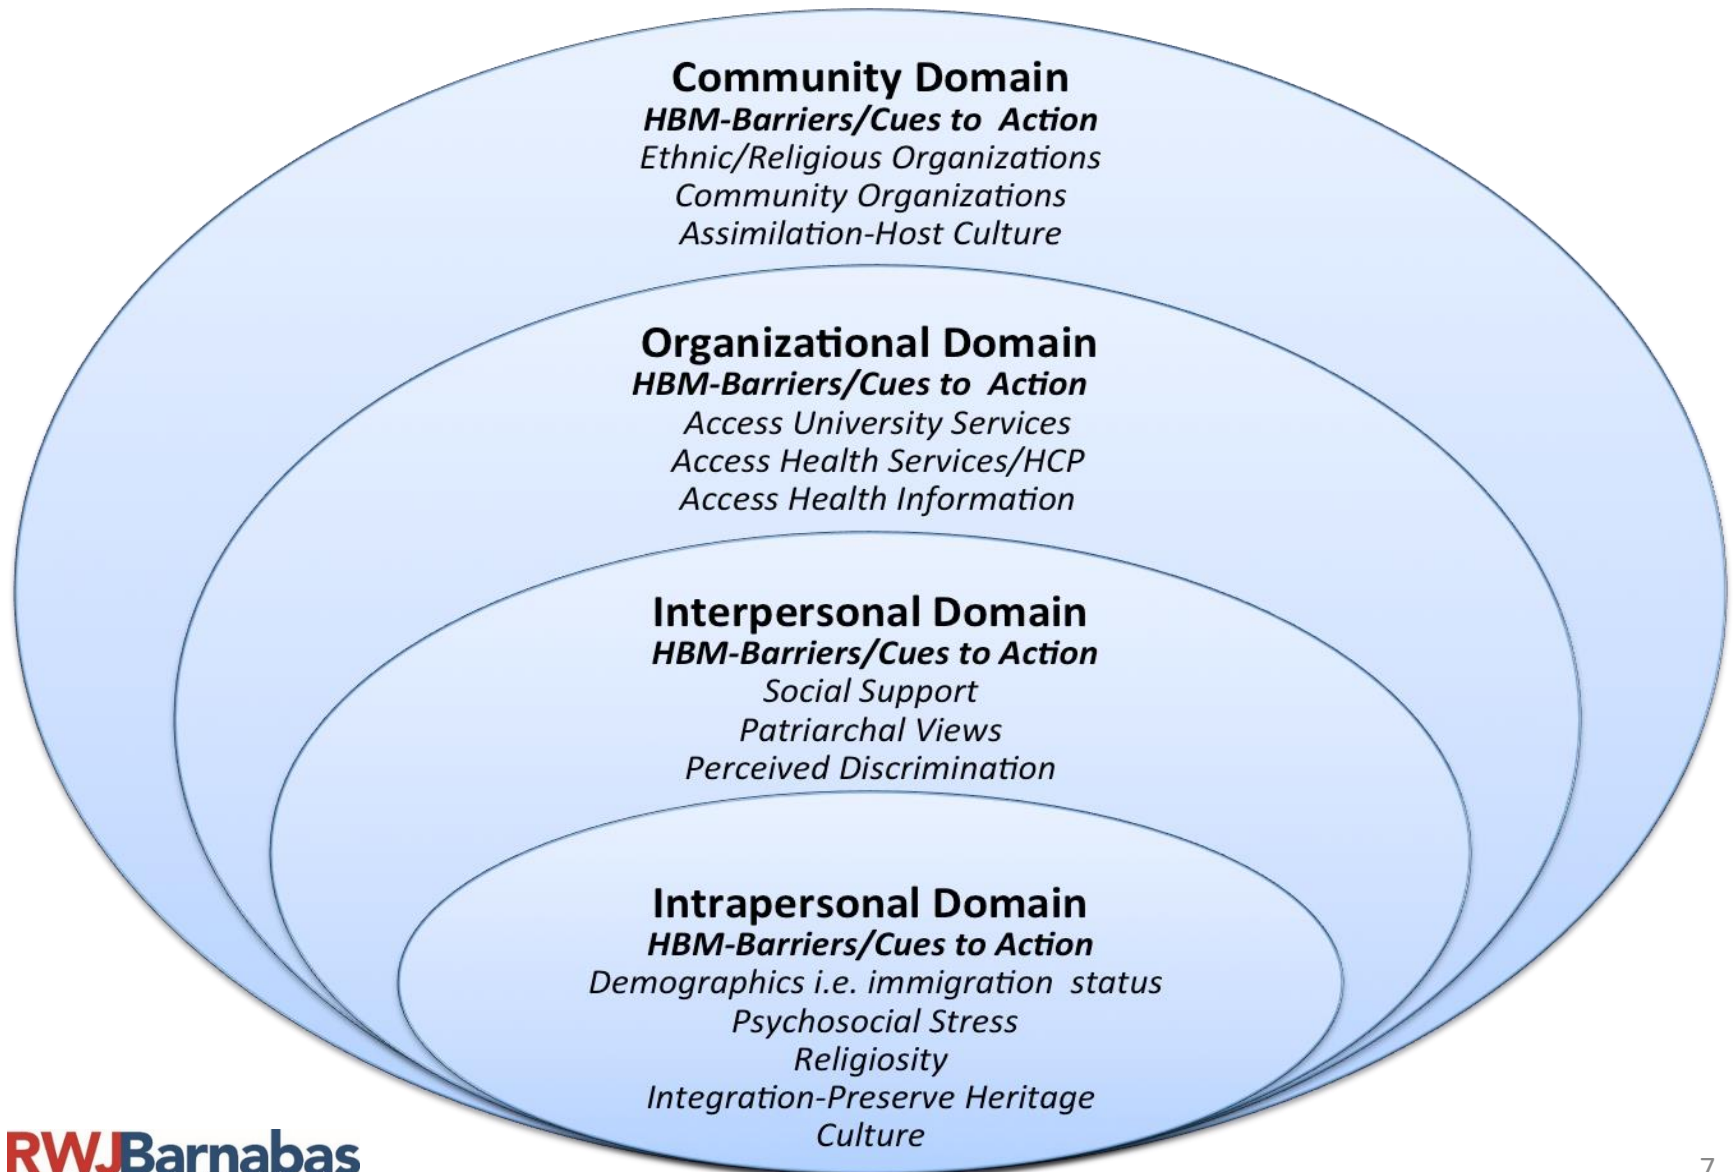 Community Domain
HBM-Barriers/Cues to Action
Ethnic/Religious Organizations
Community Organizations
Assimilation-Host Culture
Organizational Domain
HBM-Barriers/Cues to Action
Access University Services
Access Health Services/HCP
Access Health Information
Interpersonal Domain
HBM-Barriers/Cues to Action
Social Support
Patriarchal Views
Perceived Discrimination
Intrapersonal Domain
HBM-Barriers/Cues to Action
Demographics i.e. immigration status
Psychosocial Stress
Religiosity
Integration-Preserve Heritage
Culture
RWJBarnabas
7